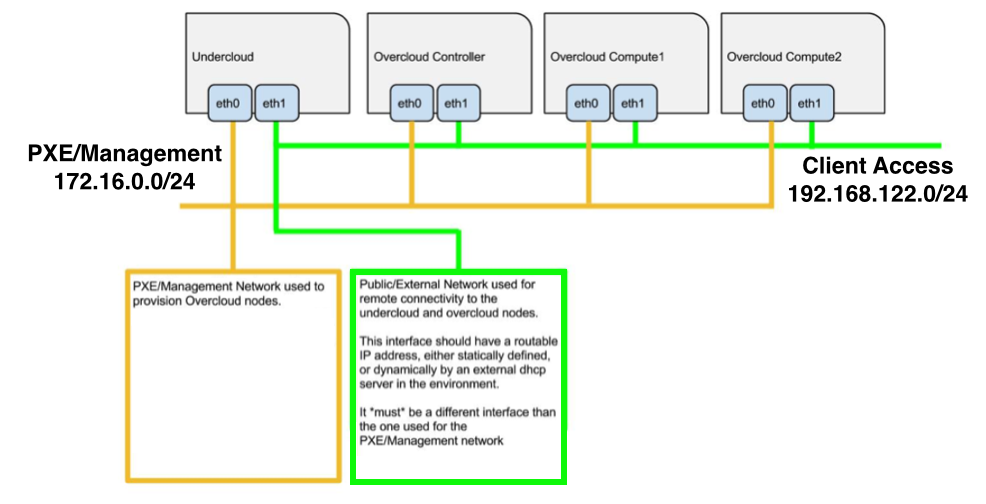 Undercloud
Overcloud Controller
Overcloud Compute1
Overcloud Compute2
eth0
eth1
eth0
eth1
eth0
eth1
eth0
eth1
PXE/Management
172.16.0.0/24
Client Access
192.168.122.0/24
PXE/Management Network used to
provision Overcloud nodes.
Public/External Network used for
remote connectivity to the
undercloud and overcloud nodes.
This interface should have a routable
IP address, either statically defined,
or dynamically by an external dhcp
server in the environment.
It *must* be a different interface than
the one used for the
PXE/Management network